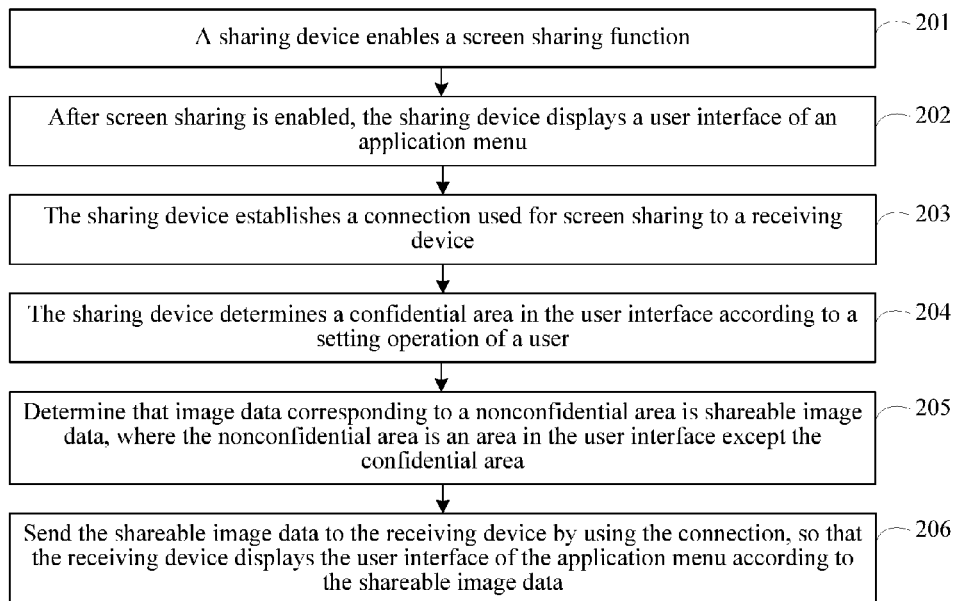 A sharing device enables a screen sharing function
201
After screen sharing is enabled, the sharing device displays a user interface of an
application menu
202
The sharing device establishes a connection used for screen sharing to a receiving
device
203
The sharing device determines a confidential area in the user interface according to a
setting operation of a user
204
Determine that image data corresponding to a nonconfidential area is shareable image
data, where the nonconfidential area is an area in the user interface except the
confidential area
205
Send the shareable image data to the receiving device by using the connection, so that
the receiving device displays the user interface of the application menu according to
the shareable image data
206